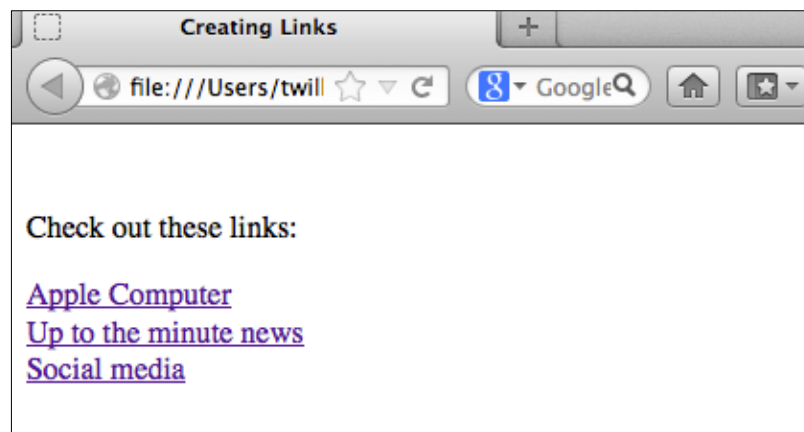 Creating Links
file:///Users/twill
8 Google
Check out these links:
Apple Computer
Up to the minute news
Social media